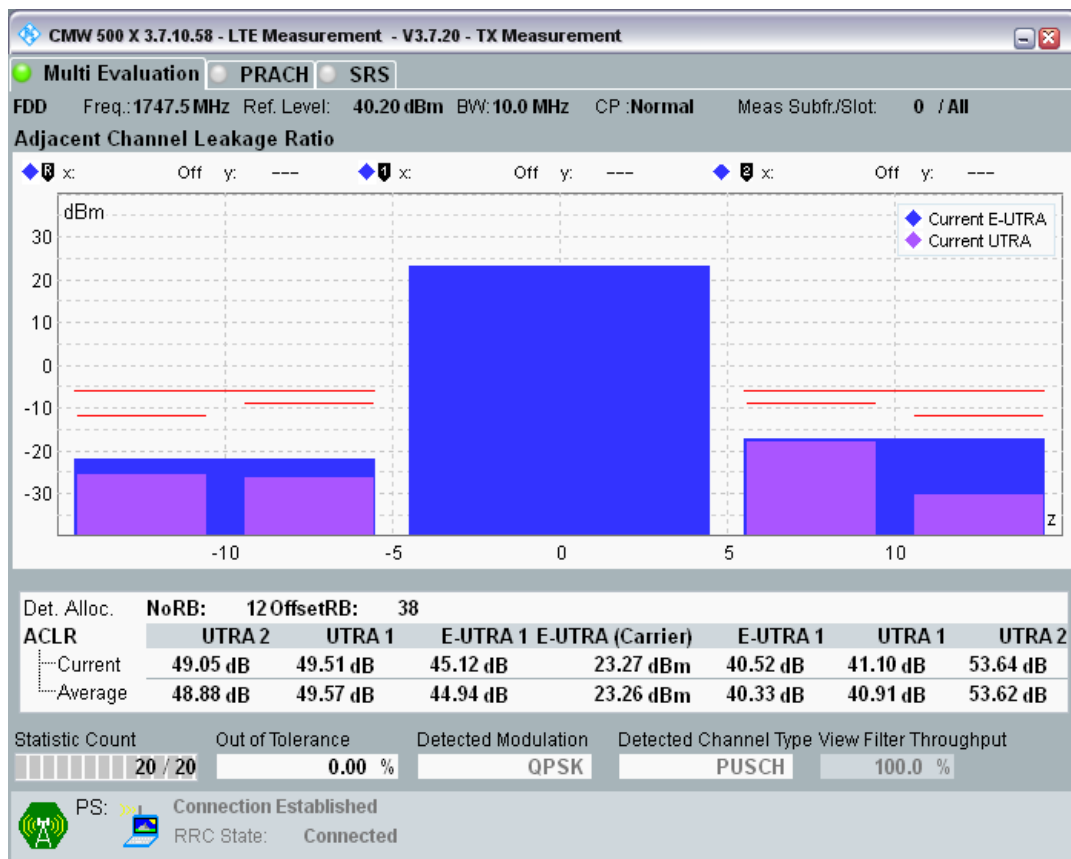 CMW 500 X 3.7.10.58 - LTE Measurement - V3.7.20 - TX Measurement
Multi Evaluation PRACH SRS
FDD Freq.:1747.5 MHz Ref. Level: 40.20 dBm BW:10.0 MHz CP :Normal Meas Subfr./Slot: 0 / All
Adjacent Channel Leakage Ratio
R x: Off y: --- 1 x: Off y: --- 2 x: Off y: ---
dBm
Current E-UTRA
Current UTRA
30
20
10
0
-10
-20
-30
z
-10 -5 0 5 10
Det. Alloc. NoRB: 12 OffsetRB: 38
ACLR UTRA 2 UTRA 1 E-UTRA 1 E-UTRA (Carrier) E-UTRA 1 UTRA 1 UTRA 2
Current 49.05 dB 49.51 dB 45.12 dB 23.27 dBm 40.52 dB 41.10 dB 53.64 dB
Average 48.88 dB 49.57 dB 44.94 dB 23.26 dBm 40.33 dB 40.91 dB 53.62 dB
Statistic Count Out of Tolerance Detected Modulation Detected Channel Type View Filter Throughput
20 / 20 0.00 % QPSK PUSCH 100.0 %
PS: Connection Established
RRC State: Connected